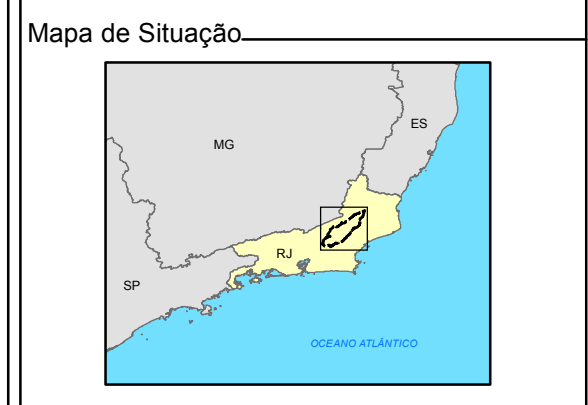 Mapa de Situação
ES
MG
RJ
SP
OCEANO ATLÂNTICO